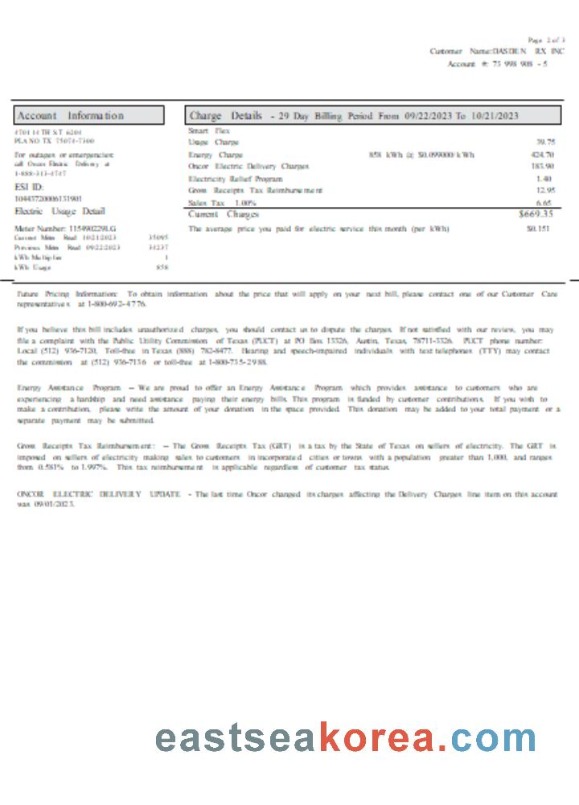 Page 2 of 3
Customer Name:DASDEN RX INC
Account #: 73 998 908 - 5
Account Information
Charge Details - 29 Day Billing Period From 09/22/2023 To 10/21/2023
4701 14TH ST 6204
PLANO TX 75074-7300
For outages or emergencies
call Oncor Electric Delivery at
1-888-313-4747
ESI ID:
Electric Usage Detail
Meter Number: 115490229LG
Current Meter Read 10/21/2023 35095
Previous Meter Read 09/22/2023 34237
kWh Multiplier 1
kWh Usage 858
Smart Flex
Usage Charge 39.75
Energy Charge 858 kWh @ $0.099000/kWh 424.70
Oncor Electric Delivery Charges 183.90
Electricity Relief Program 1.40
Gross Receipts Tax Reimbursement 12.95
Sales Tax 1.00% 6.65
Current Charges $669.35
The average price you paid for electric service this month (per kWh) $0.151
Future Pricing Information: To obtain information about the price that will apply on your next bill, please contact one of our Customer Care
representatives at 1-800-692-4776.
If you believe this bill includes unauthorized charges, you should contact us to dispute the charges. If not satisfied with our review, you may
file a complaint with the Public Utility Commission of Texas (PUCT) at PO Box 13326, Austin, Texas, 78711-3326. PUCT phone number:
Local (512) 936-7120, Toll-free in Texas (888) 782-8477. Hearing and speech-impaired individuals with text telephones (TTY) may contact
the commission at (512) 936-7136 or toll-free at 1-800-735-2988.
Energy Assistance Program -- We are proud to offer an Energy Assistance Program which provides assistance to customers who are
experiencing a hardship and need assistance paying their energy bills. This program is funded by customer contributions. If you wish to
make a contribution, please write the amount of your donation in the space provided. This donation may be added to your total payment or a
separate payment may be submitted.
Gross Receipts Tax Reimbursement: -- The Gross Receipts Tax (GRT) is a tax by the State of Texas on sellers of electricity. The GRT is
imposed on sellers of electricity making sales to customers in incorporated cities or towns with a population greater than 1,000, and ranges
from 0.581% to 1.997%. This tax reimbursement is applicable regardless of customer tax status.
ONCOR ELECTRIC DELIVERY UPDATE - The last time Oncor changed its charges affecting the Delivery Charges line item on this account
was 09/01/2023.
eastseakorea.com